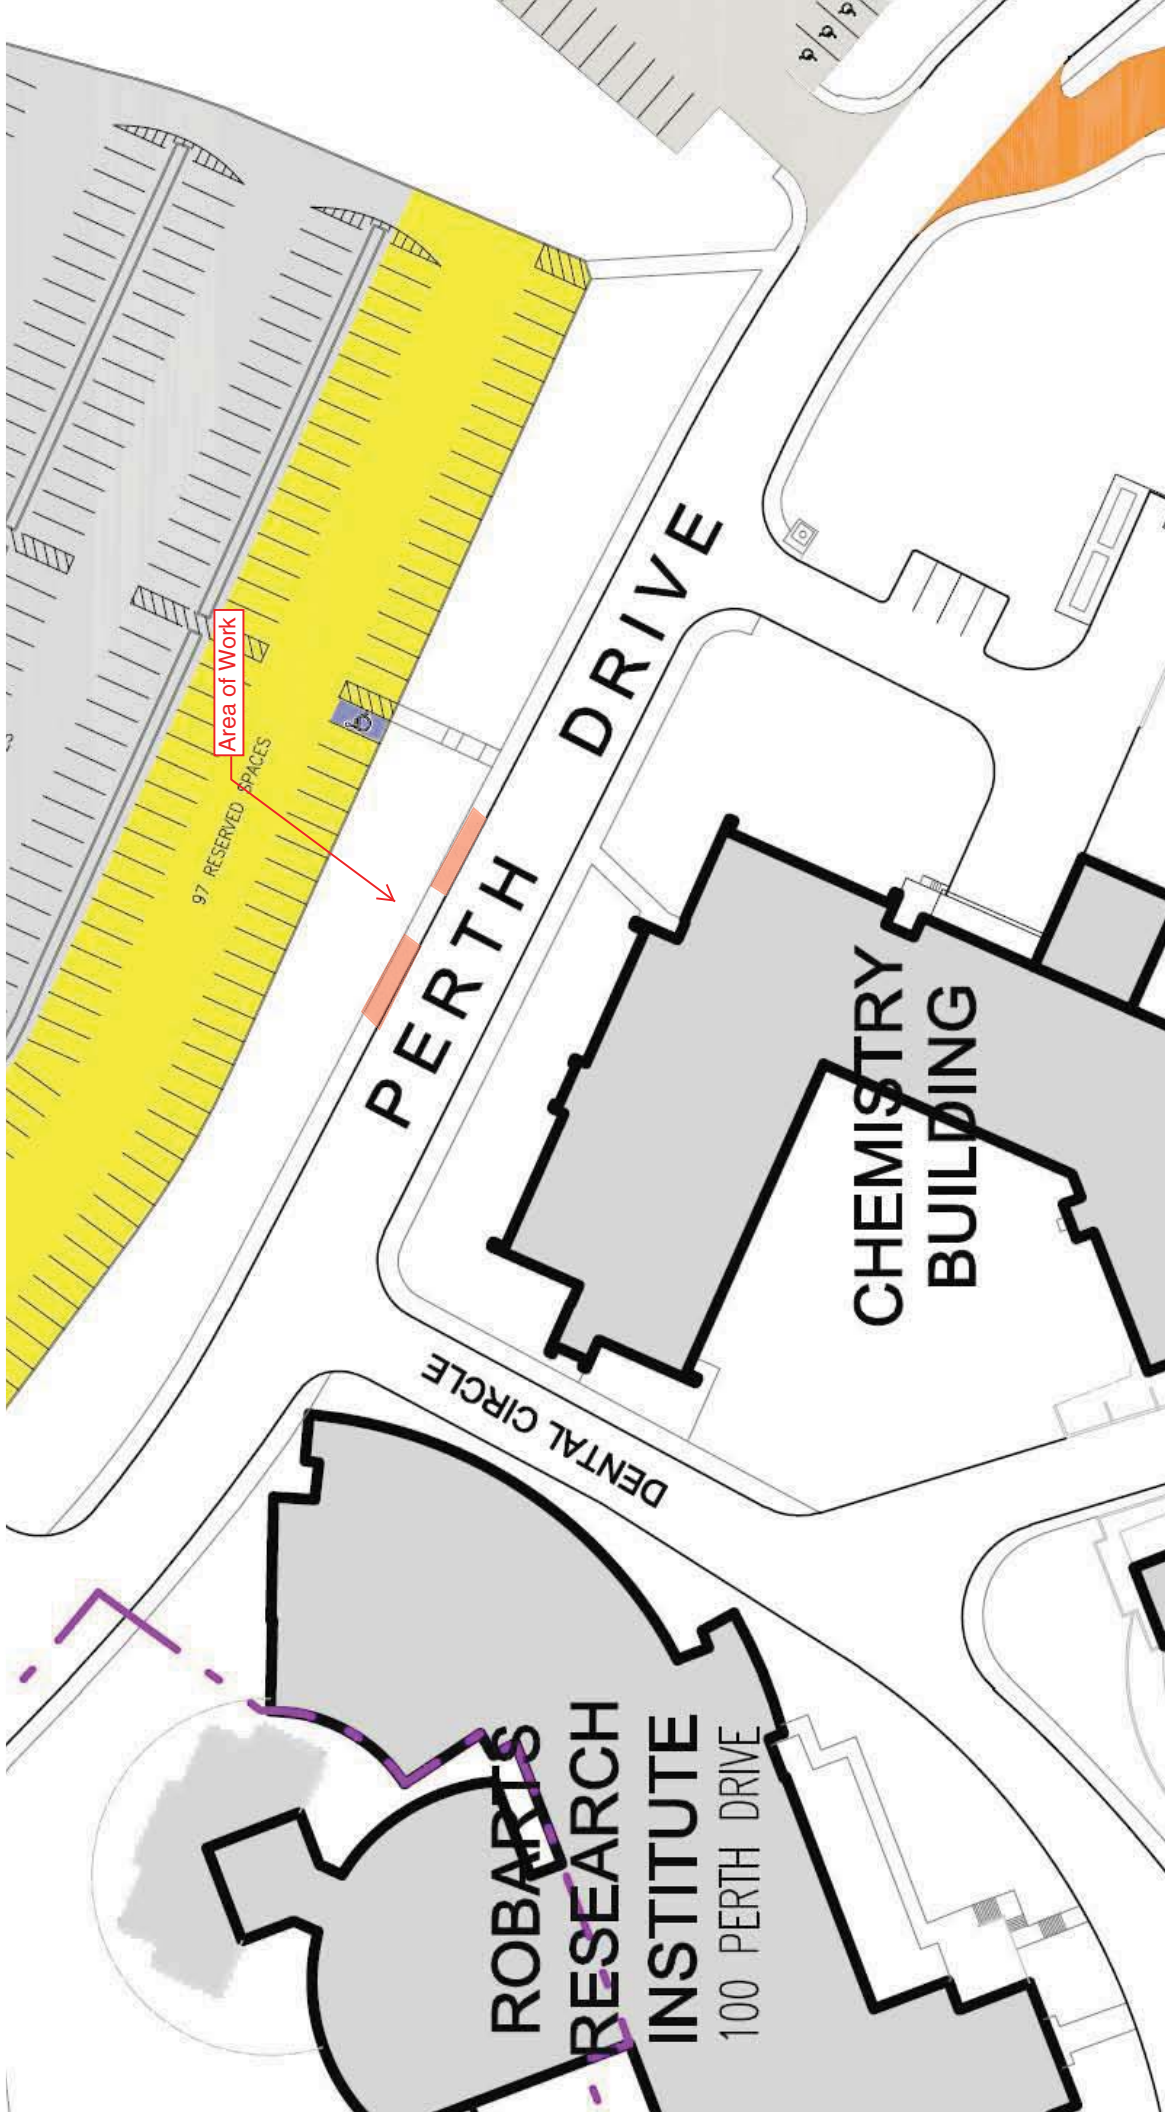 Area of Work
97 RESERVED SPACES
PERTH DRIVE
CHEMISTRY
BUILDING
DENTAL CIRCLE
ROBARTS
RESEARCH
INSTITUTE
100 PERTH DRIVE